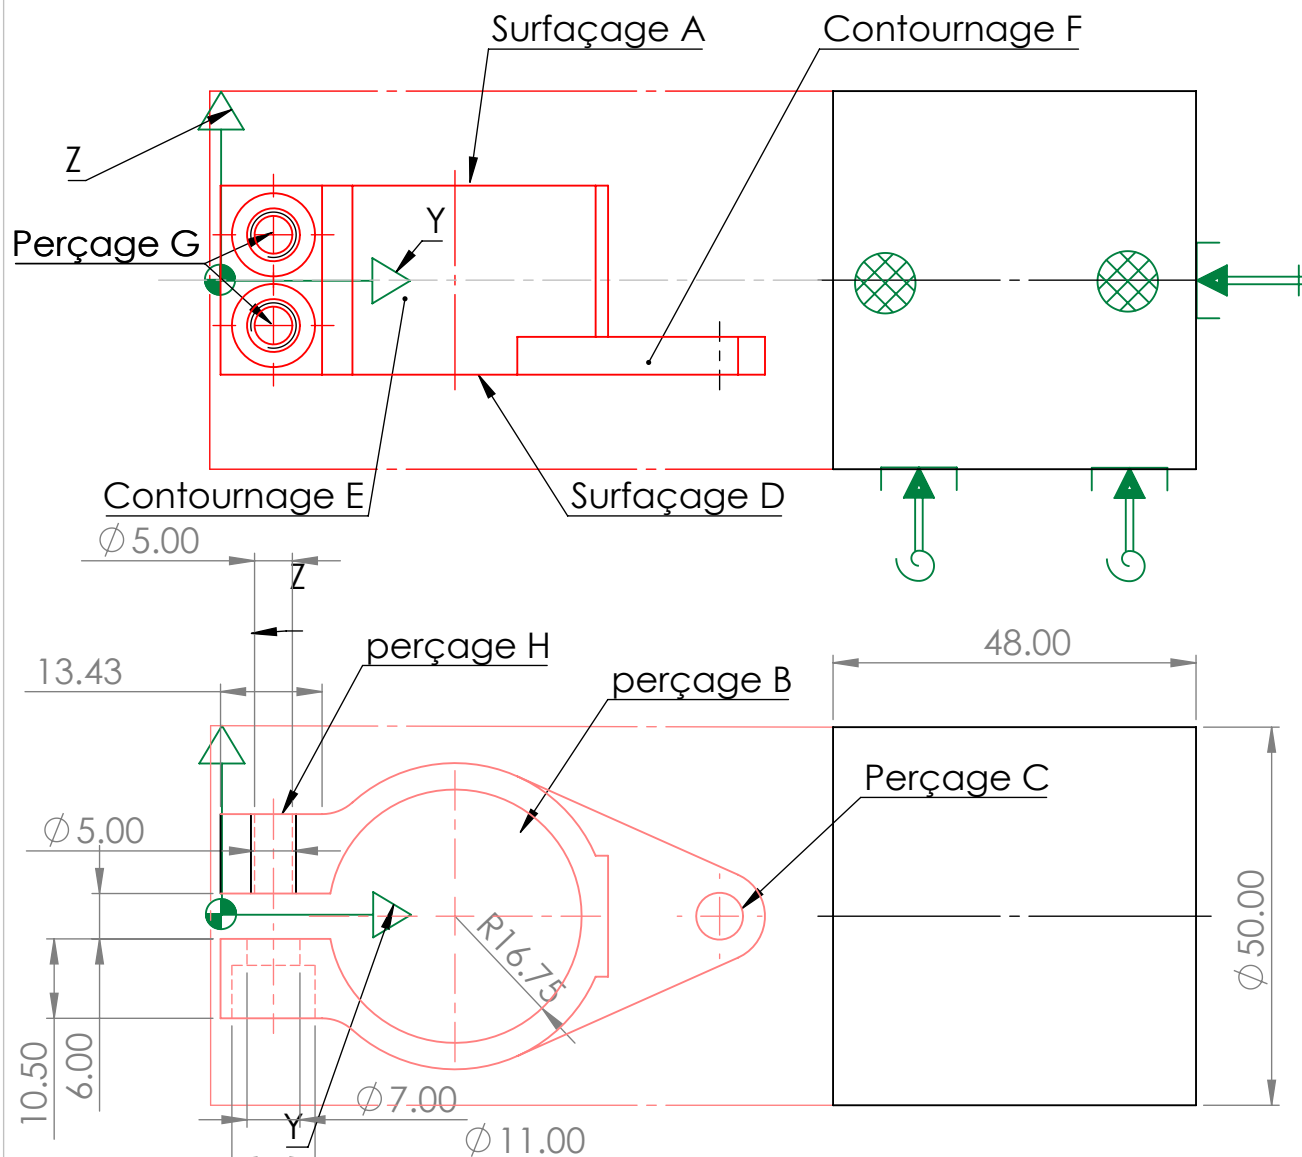 Surfaçage A
Contournage F
Z
Y
Perçage G
Contournage E
Surfaçage D
∅5.00
Z
perçage H
48.00
13.43
perçage B
Perçage C
∅5.00
R16.75
∅50.00
10.50
6.00
∅7.00
Y
∅11.00